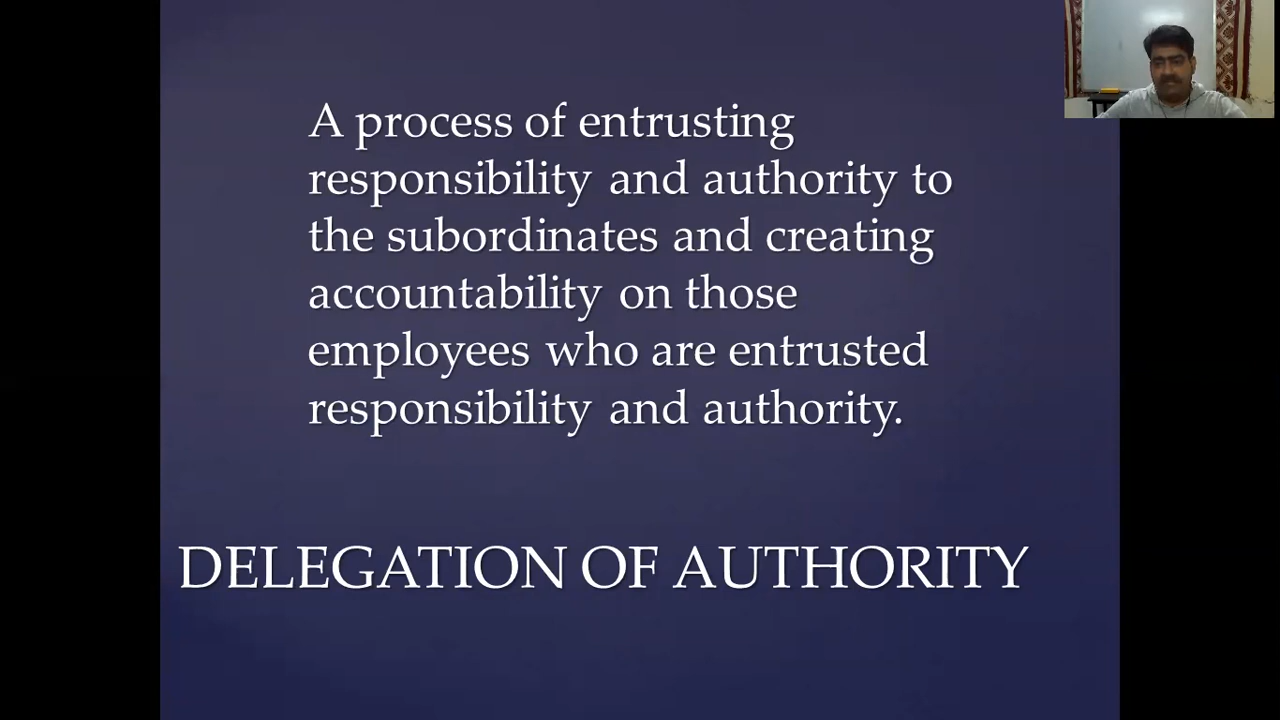 A process of entrusting
responsibility and authority to
the subordinates and creating
accountability on those
employees who are entrusted
responsibility and authority.
DELEGATION OF AUTHORITY